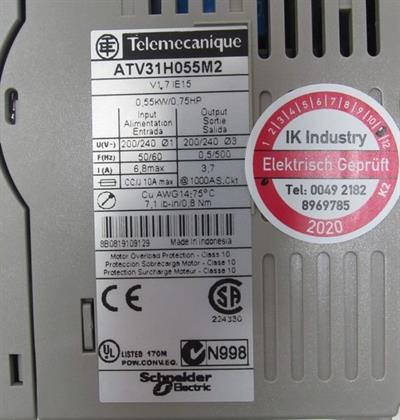 Telemecanique
ATV31H055M2
V1,7 IE15
0,55kW/0,75HP
Input Output
Alimentation Sortie
Entrada Salida
U(V~) 200/240 Ø1 200/240 Ø3
F(Hz) 50/60 0,5/500
I (A) 6,8max 3,7
CC// 10A max @1000AS,Ckt
Cu AWG14;75°C
7,1 lb-in/0,8 Nm
8B0819109129 Made in Indonesia
Motor Overload Protection - Class 10
Proteccion Sobrecarga Motor - Clase 10
Protection Surcharge Moteur - Classe 10
CE
SA
224330
UL LISTED 170M
POW.CONV.EQ.
N998
Schneider
Electric
1 2 3 4 5 6 7 8 9 10 11 12
IK Industry
Elektrisch Geprüft
Tel: 0049 2182
8969785
2020
K2